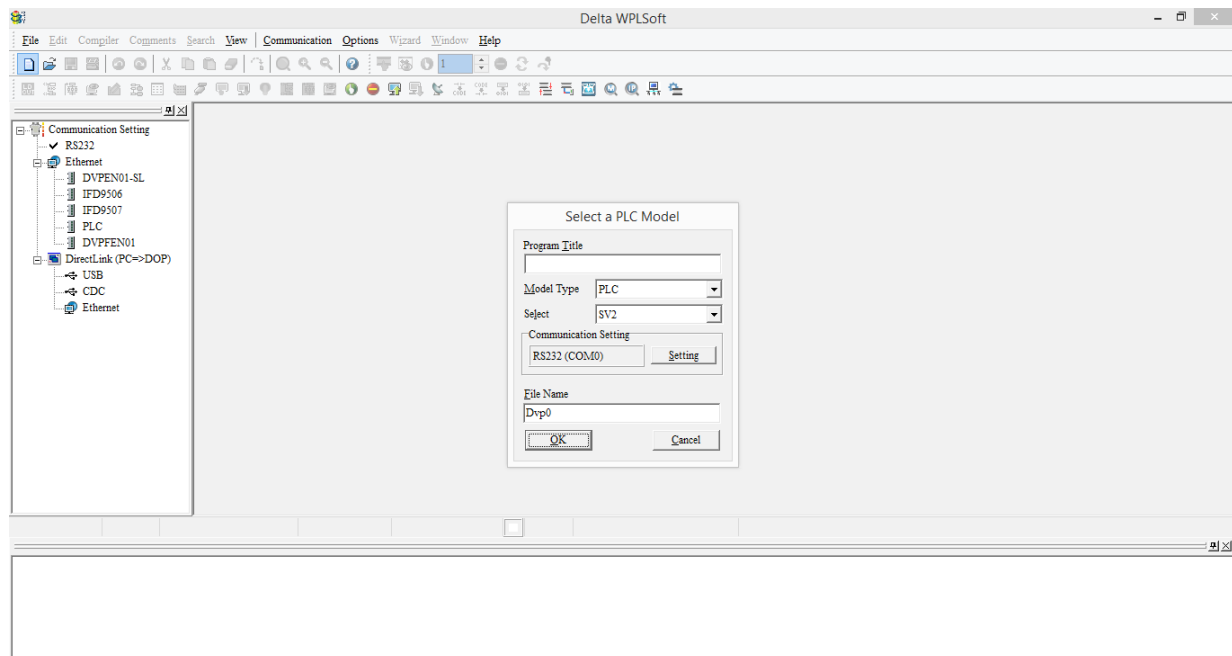 Delta WPLSoft
File Edit Compiler Comments Search View Communication Options Wizard Window Help
1
Communication Setting
RS232
Ethernet
DVPEN01-SL
IFD9506
IFD9507
PLC
DVPFEN01
DirectLink (PC=>DOP)
USB
CDC
Ethernet
Select a PLC Model
Program Title
Model Type PLC
Select SV2
Communication Setting
RS232 (COM0) Setting
File Name
Dvp0
OK Cancel